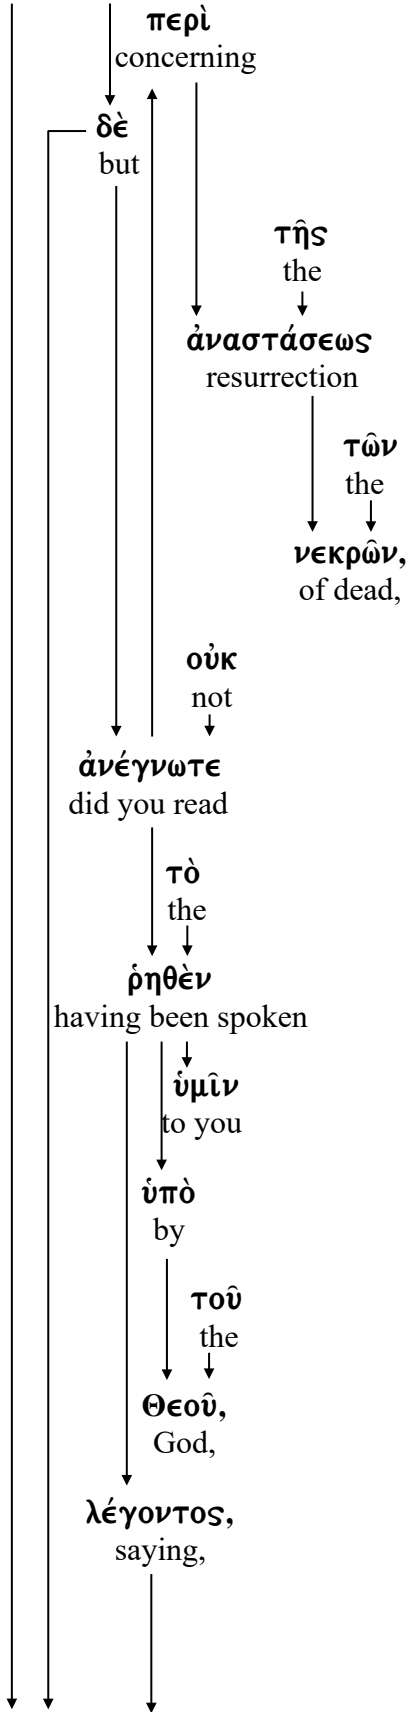 περὶ
concerning
δὲ
but
τῆς
the
ἀναστάσεως
resurrection
τῶν
the
νεκρῶν,
of dead,
οὐκ
not
ἀνέγνωτε
did you read
τὸ
the
ῥηθὲν
having been spoken
ὑμῖν
to you
ὑπὸ
by
τοῦ
the
Θεοῦ,
God,
λέγοντος,
saying,